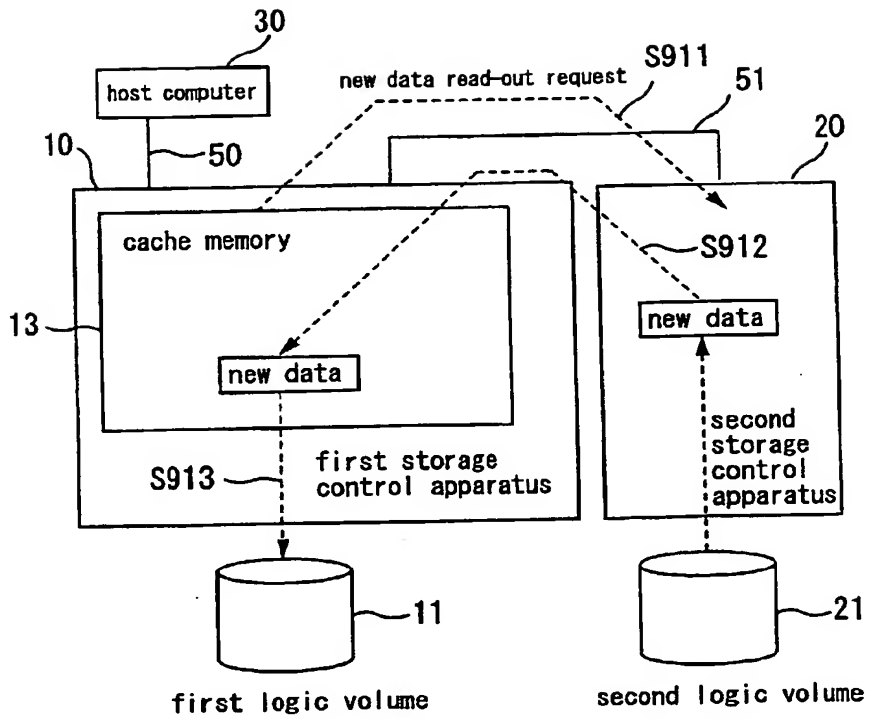 30
host computer
50
new data read-out request
S911
51
10
20
cache memory
S912
13
new data
new data
S913
first storage
control apparatus
second
storage
control
apparatus
11
21
first logic volume
second logic volume